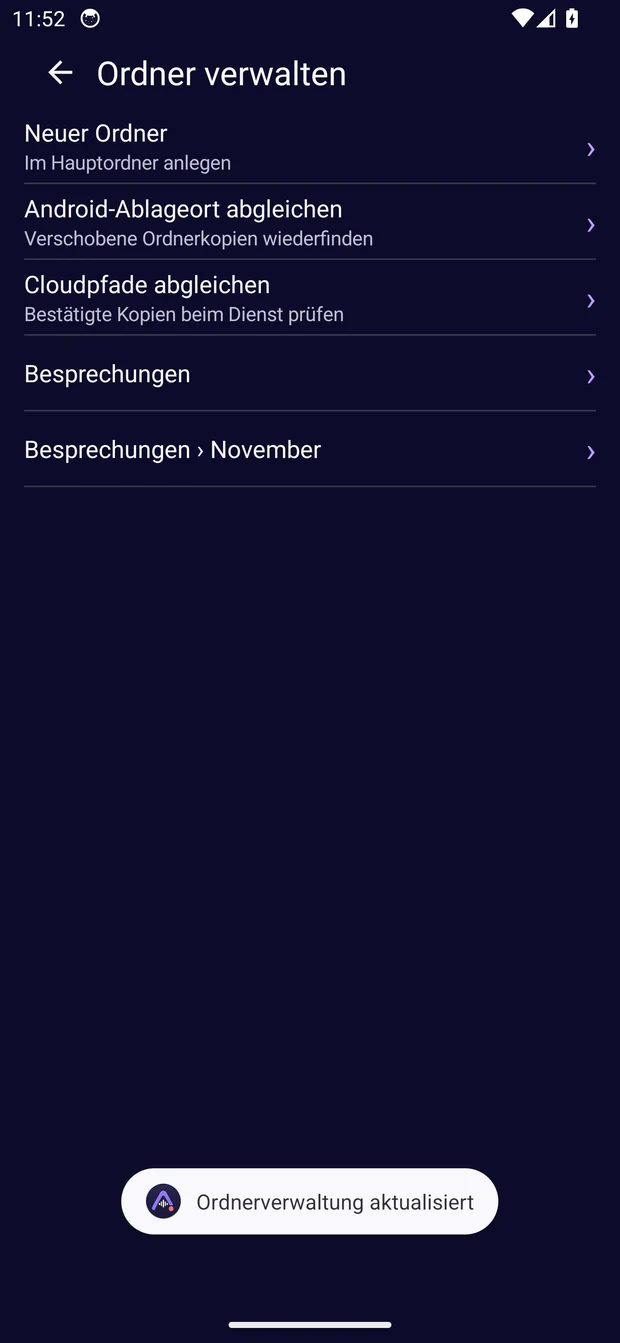 11:52
Ordner verwalten
Neuer Ordner
Im Hauptordner anlegen
Android-Ablageort abgleichen
Verschobene Ordnerkopien wiederfinden
Cloudpfade abgleichen
Bestätigte Kopien beim Dienst prüfen
Besprechungen
Besprechungen › November
Ordnerverwaltung aktualisiert